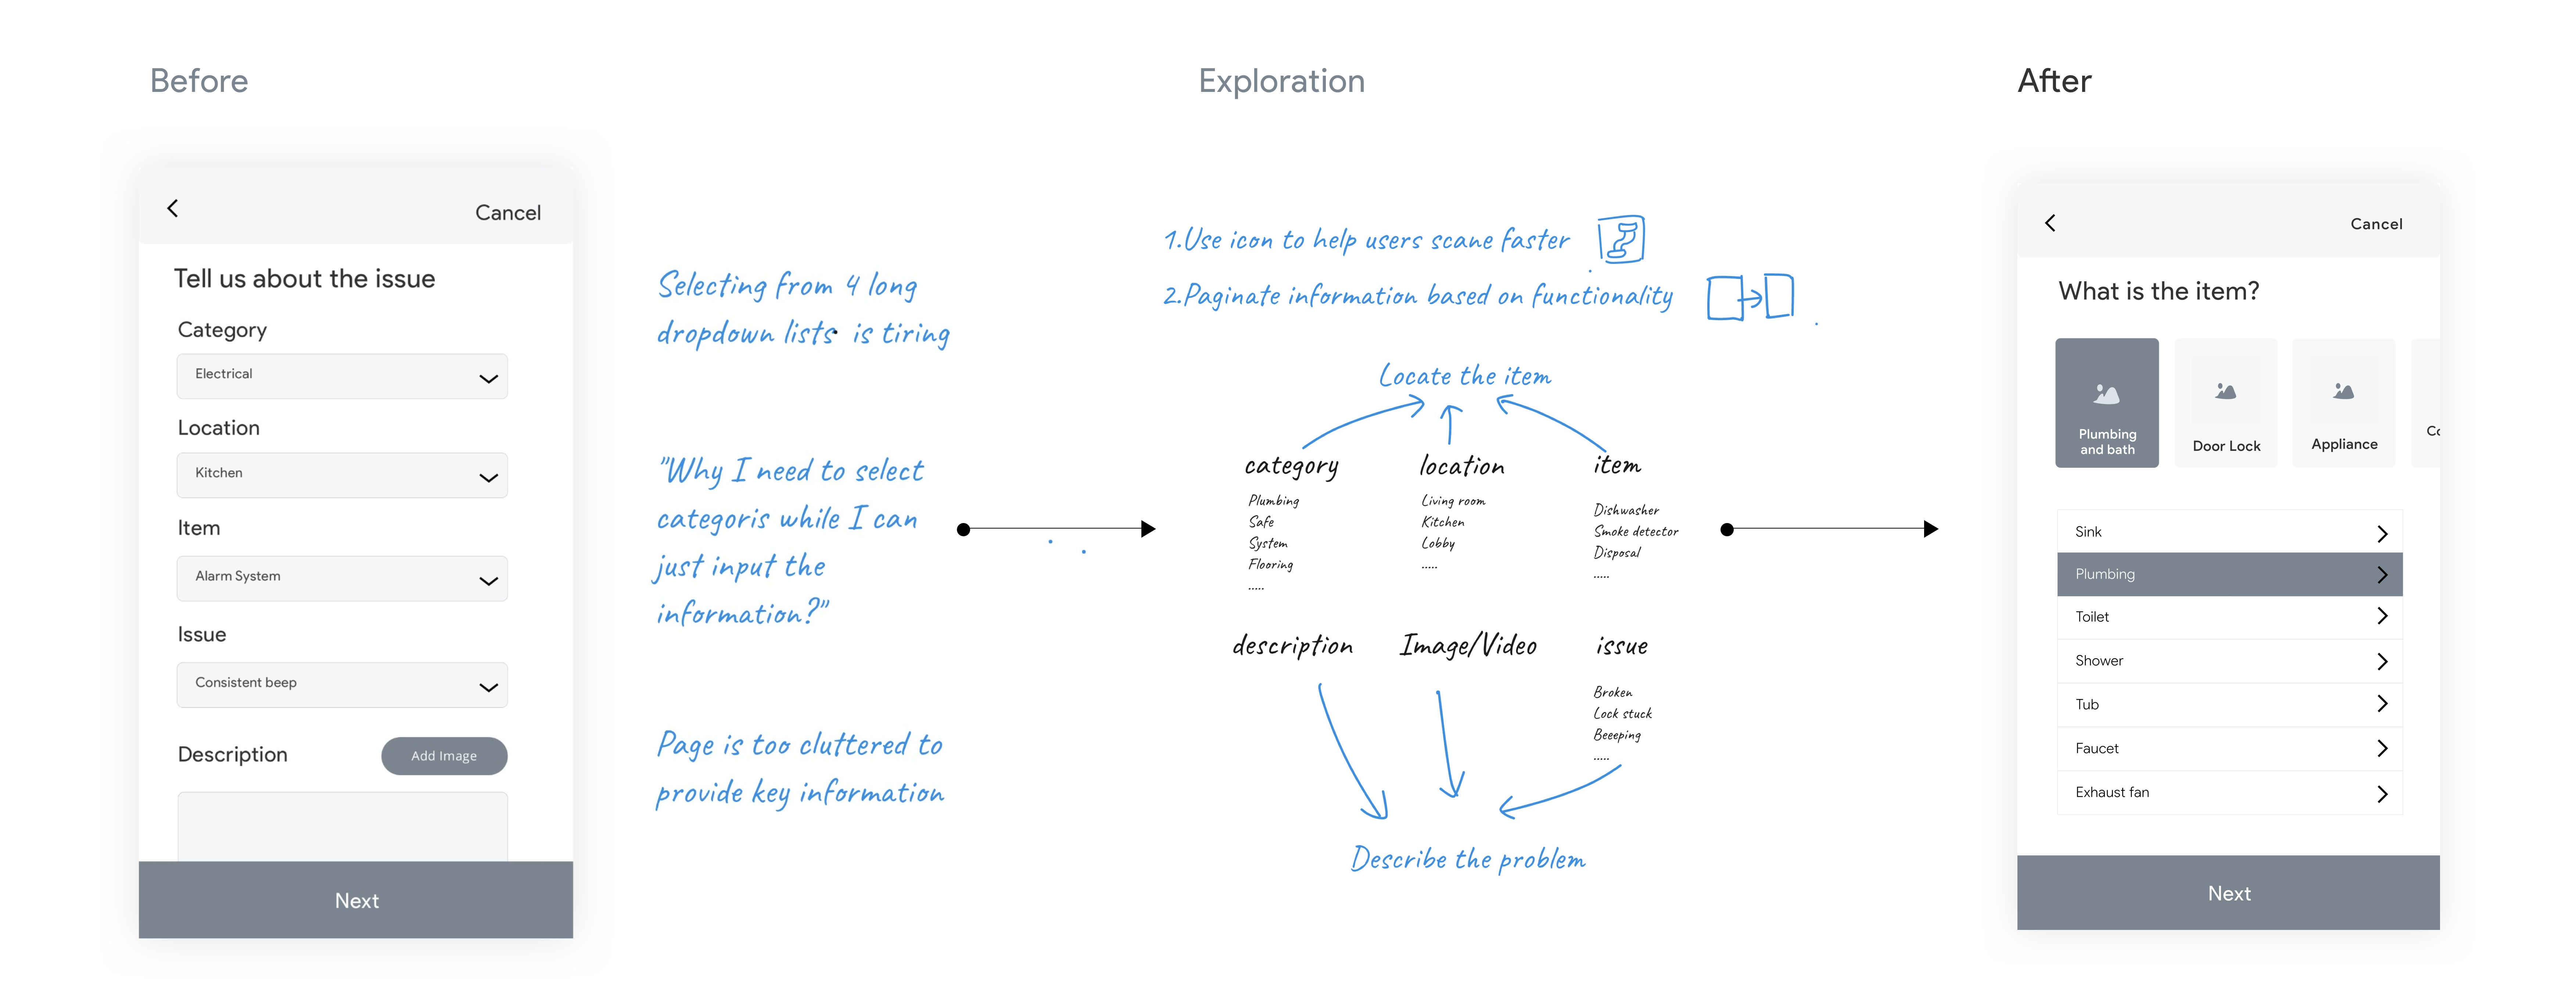 Before
Exploration
After
Cancel
Tell us about the issue
Category
Electrical
Location
Kitchen
Item
Alarm System
Issue
Consistent beep
Description
Add Image
Next
Selecting from 4 long
dropdown lists is tiring
"Why I need to select
categoris while I can
just input the
information?"
Page is too cluttered to
provide key information
1.Use icon to help users scane faster
2.Paginate information based on functionality
Locate the item
category
Plumbing
Safe
System
Flooring
.....
location
Living room
Kitchen
Lobby
.....
item
Dishwasher
Smoke detector
Disposal
.....
description
Image/Video
issue
Broken
Lock stuck
Beeeping
.....
Describe the problem
Cancel
What is the item?
Plumbing
and bath
Door Lock
Appliance
Co
Sink
Plumbing
Toilet
Shower
Tub
Faucet
Exhaust fan
Next